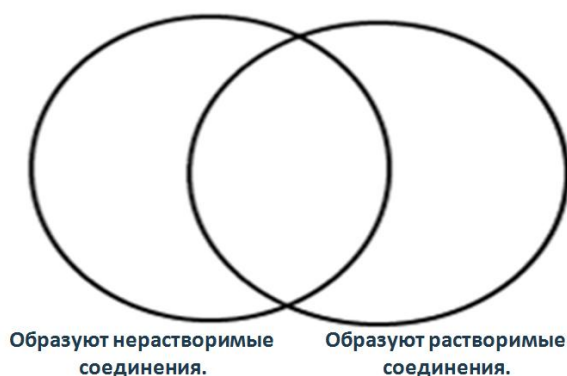 Образуют нерастворимые
соединения.
Образуют растворимые
соединения.